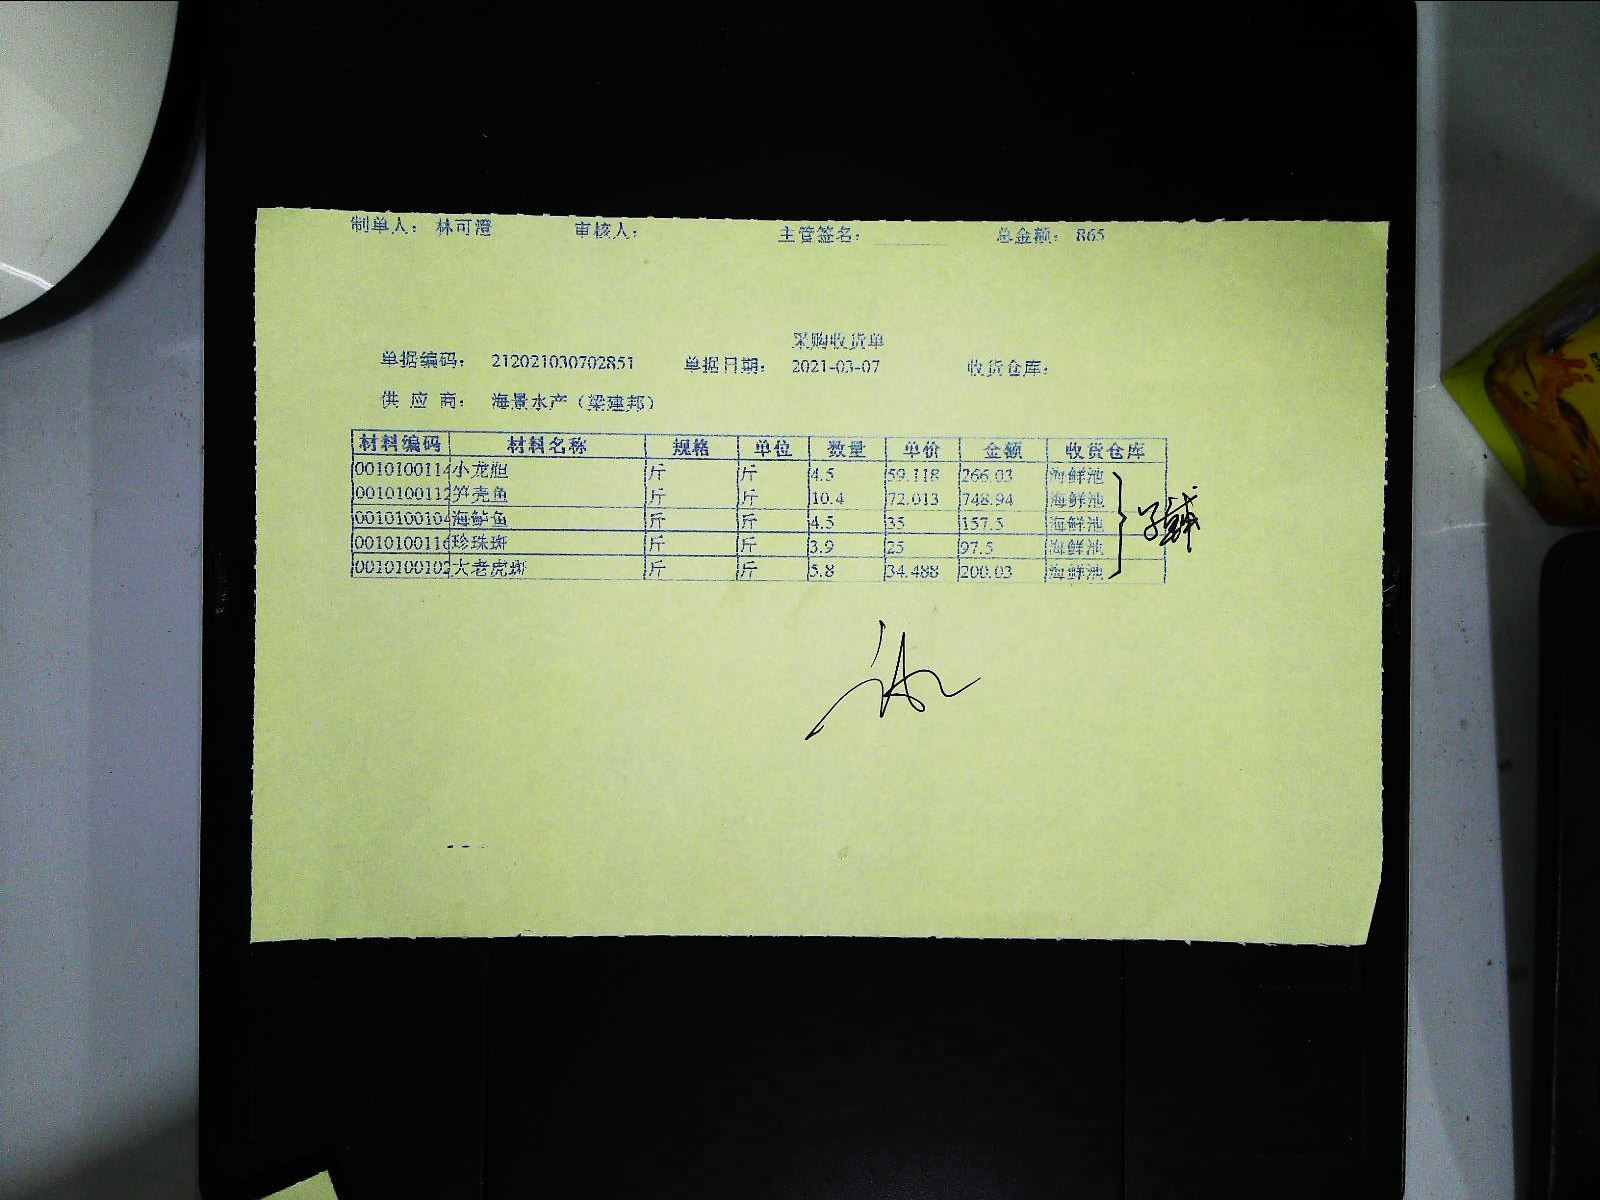 制单人： 林可澄 审核人： 主管签名： 总金额： 865
采购收货单
单据编码： 212021030702851 单据日期： 2021-03-07 收货仓库：
供 应 商： 海景水产（梁建邦）
材料编码 材料名称 规格 单位 数量 单价 金额 收货仓库
0010100114 小龙胆 斤 斤 4.5 59.118 266.03 海鲜池
0010100112 笋壳鱼 斤 斤 10.4 72.013 748.94 海鲜池
0010100104 海鲈鱼 斤 斤 4.5 35 157.5 海鲜池
0010100116 珍珠斑 斤 斤 3.9 25 97.5 海鲜池
0010100102 大老虎斑 斤 斤 5.8 34.488 200.03 海鲜池